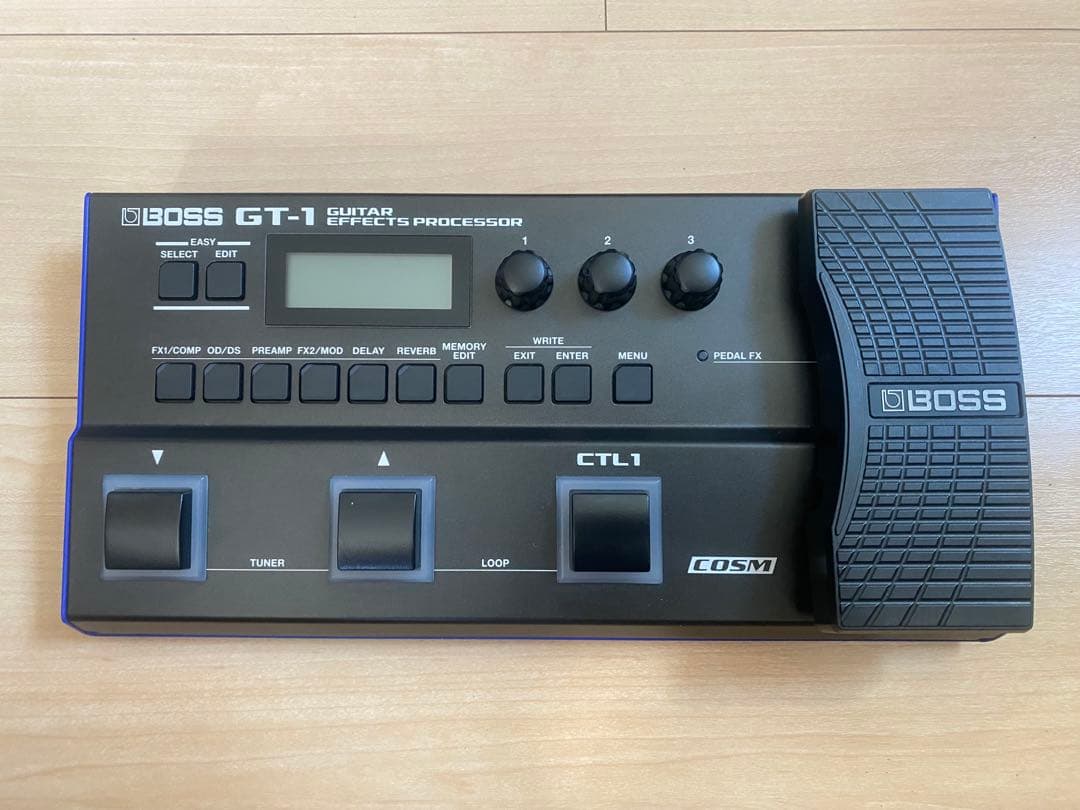 BOSS GT-1 GUITAR EFFECTS PROCESSOR
EASY
SELECT EDIT
1 2 3
FX1/COMP OD/DS PREAMP FX2/MOD DELAY REVERB MEMORY EDIT
WRITE
EXIT ENTER MENU
PEDAL FX
BOSS
▼ ▲ CTL1
TUNER LOOP
COSM